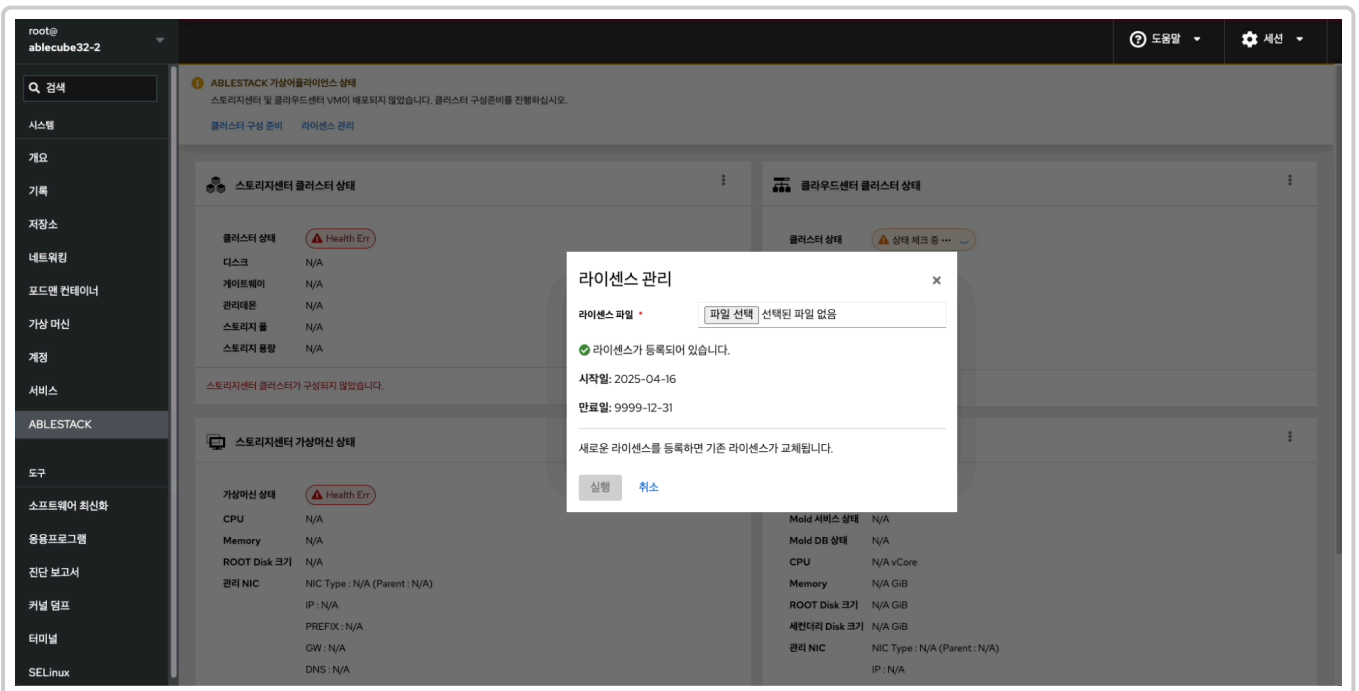 root@
ablecube32-2
도움말
세션
검색
시스템
개요
기록
저장소
네트워킹
포드맨 컨테이너
가상 머신
계정
서비스
ABLESTACK
도구
소프트웨어 최신화
응용프로그램
진단 보고서
커널 덤프
터미널
SELinux
ABLESTACK 가상어플라이언스 상태
스토리지센터 및 클라우드센터 VM이 배포되지 않았습니다. 클러스터 구성준비를 진행하십시오.
클러스터 구성 준비 라이센스 관리
스토리지센터 클러스터 상태
클러스터 상태 Health Err
디스크 N/A
게이트웨이 N/A
관리데몬 N/A
스토리지 풀 N/A
스토리지 용량 N/A
스토리지센터 클러스터가 구성되지 않았습니다.
클라우드센터 클러스터 상태
클러스터 상태 상태 체크 중 ···
라이센스 관리
라이센스 파일 * 파일 선택 선택된 파일 없음
라이센스가 등록되어 있습니다.
시작일: 2025-04-16
만료일: 9999-12-31
새로운 라이센스를 등록하면 기존 라이센스가 교체됩니다.
실행 취소
스토리지센터 가상머신 상태
가상머신 상태 Health Err
CPU N/A
Memory N/A
ROOT Disk 크기 N/A
관리 NIC NIC Type : N/A (Parent : N/A)
IP : N/A
PREFIX : N/A
GW : N/A
DNS : N/A
Mold 서비스 상태 N/A
Mold DB 상태 N/A
CPU N/A vCore
Memory N/A GiB
ROOT Disk 크기 N/A GiB
세컨더리 Disk 크기 N/A GiB
관리 NIC NIC Type : N/A (Parent : N/A)
IP : N/A